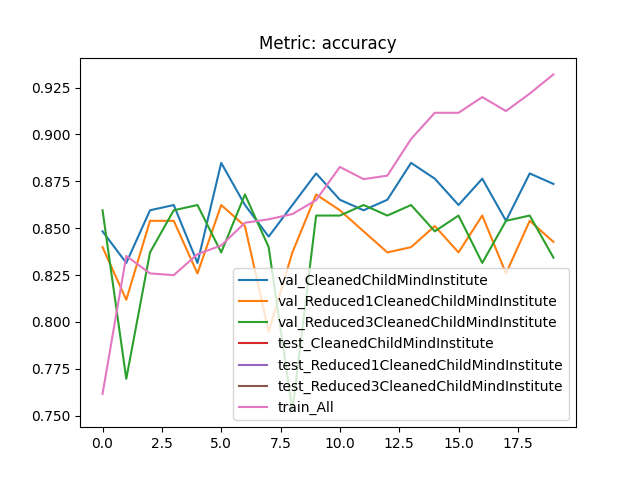 Metric: accuracy
0.925
0.900
0.875
0.850
0.825
0.800
0.775
0.750
val_CleanedChildMindInstitute
val_Reduced1CleanedChildMindInstitute
val_Reduced3CleanedChildMindInstitute
test_CleanedChildMindInstitute
test_Reduced1CleanedChildMindInstitute
test_Reduced3CleanedChildMindInstitute
train_All
0.0 2.5 5.0 7.5 10.0 12.5 15.0 17.5